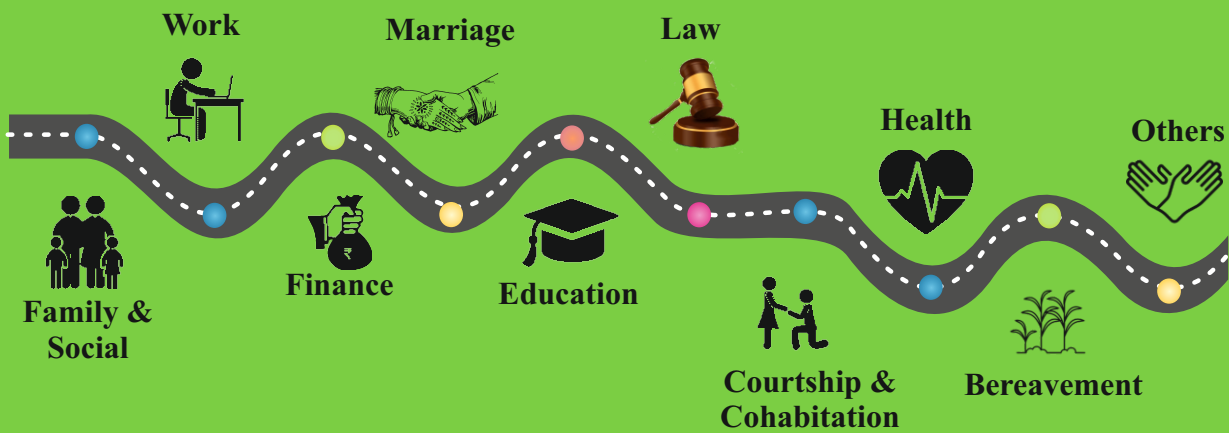 Work
Marriage
Law
Health
Others
₹
Family &
Social
Finance
Education
Courtship &
Cohabitation
Bereavement